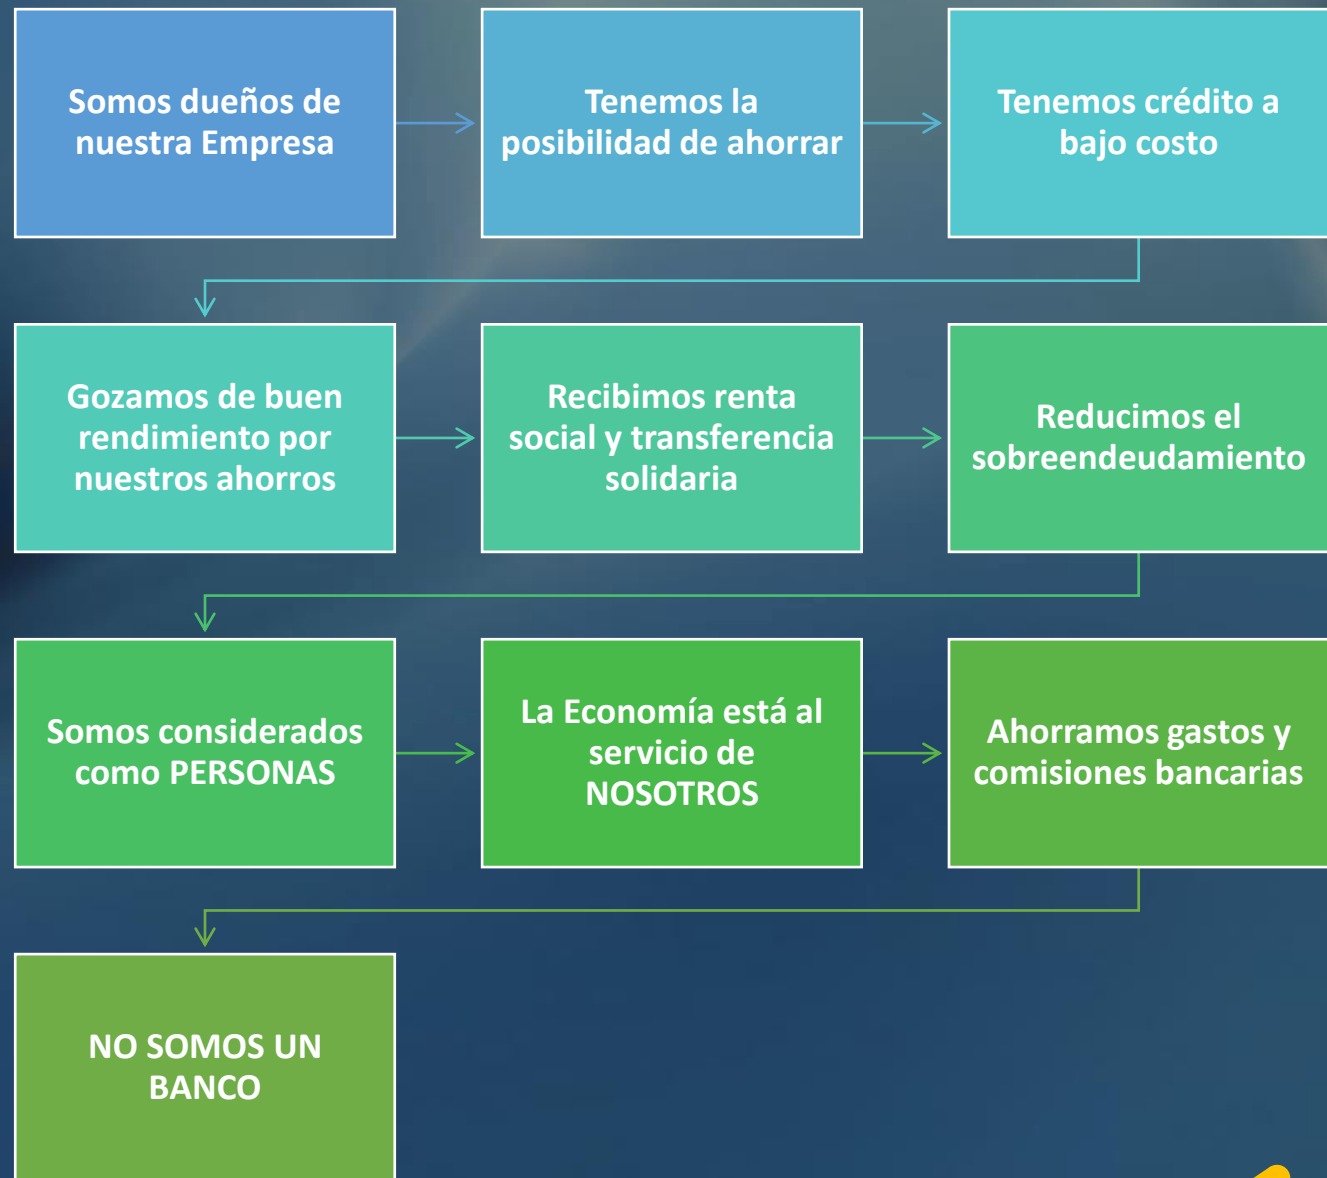 Somos dueños de
nuestra Empresa
Tenemos la
posibilidad de ahorrar
Tenemos crédito a
bajo costo
Gozamos de buen
rendimiento por
nuestros ahorros
Recibimos renta
social y transferencia
solidaria
Reducimos el
sobreendeudamiento
Somos considerados
como PERSONAS
La Economía está al
servicio de
NOSOTROS
Ahorramos gastos y
comisiones bancarias
NO SOMOS UN
BANCO